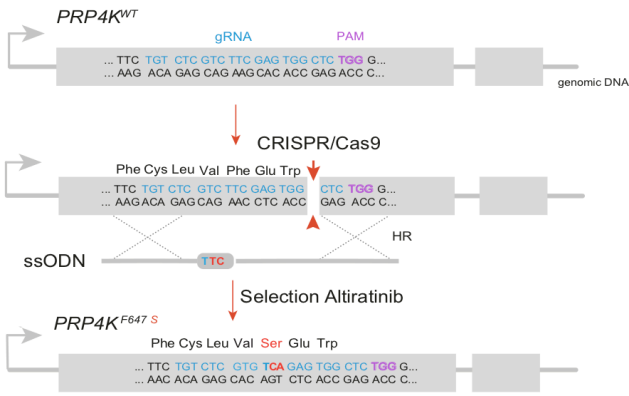 PRP4K WT
gRNA PAM
... TTC TGT CTC GTC TTC GAG TGG CTC TGG G...
... AAG ACA GAG CAG AAG CAC ACC GAG ACC C...
genomic DNA
CRISPR/Cas9
Phe Cys Leu Val Phe Glu Trp
... TTC TGT CTC GTC TTC GAG TGG CTC TGG G...
... AAG ACA GAG CAG AAC CTC ACC GAG ACC C...
HR
ssODN TTC
Selection Altiratinib
PRP4K F647 S
Phe Cys Leu Val Ser Glu Trp
... TTC TGT CTC GTG TCA GAG TGG CTC TGG G...
... AAC ACA GAG CAC AGT CTC ACC GAG ACC C...